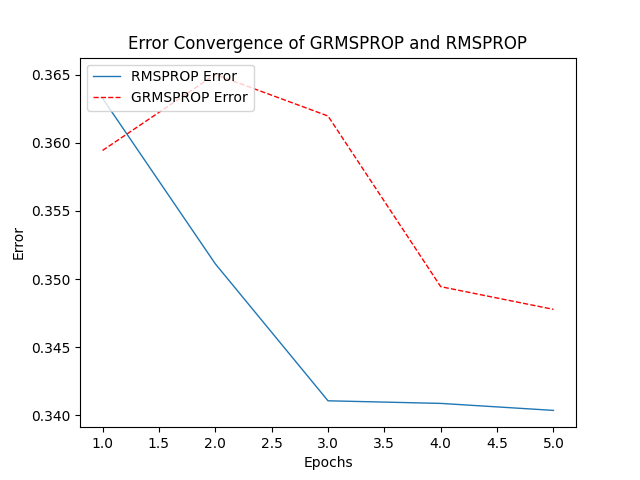 Error Convergence of GRMSPROP and RMSPROP
RMSPROP Error
GRMSPROP Error
0.365
0.360
0.355
0.350
0.345
0.340
Error
1.0 1.5 2.0 2.5 3.0 3.5 4.0 4.5 5.0
Epochs